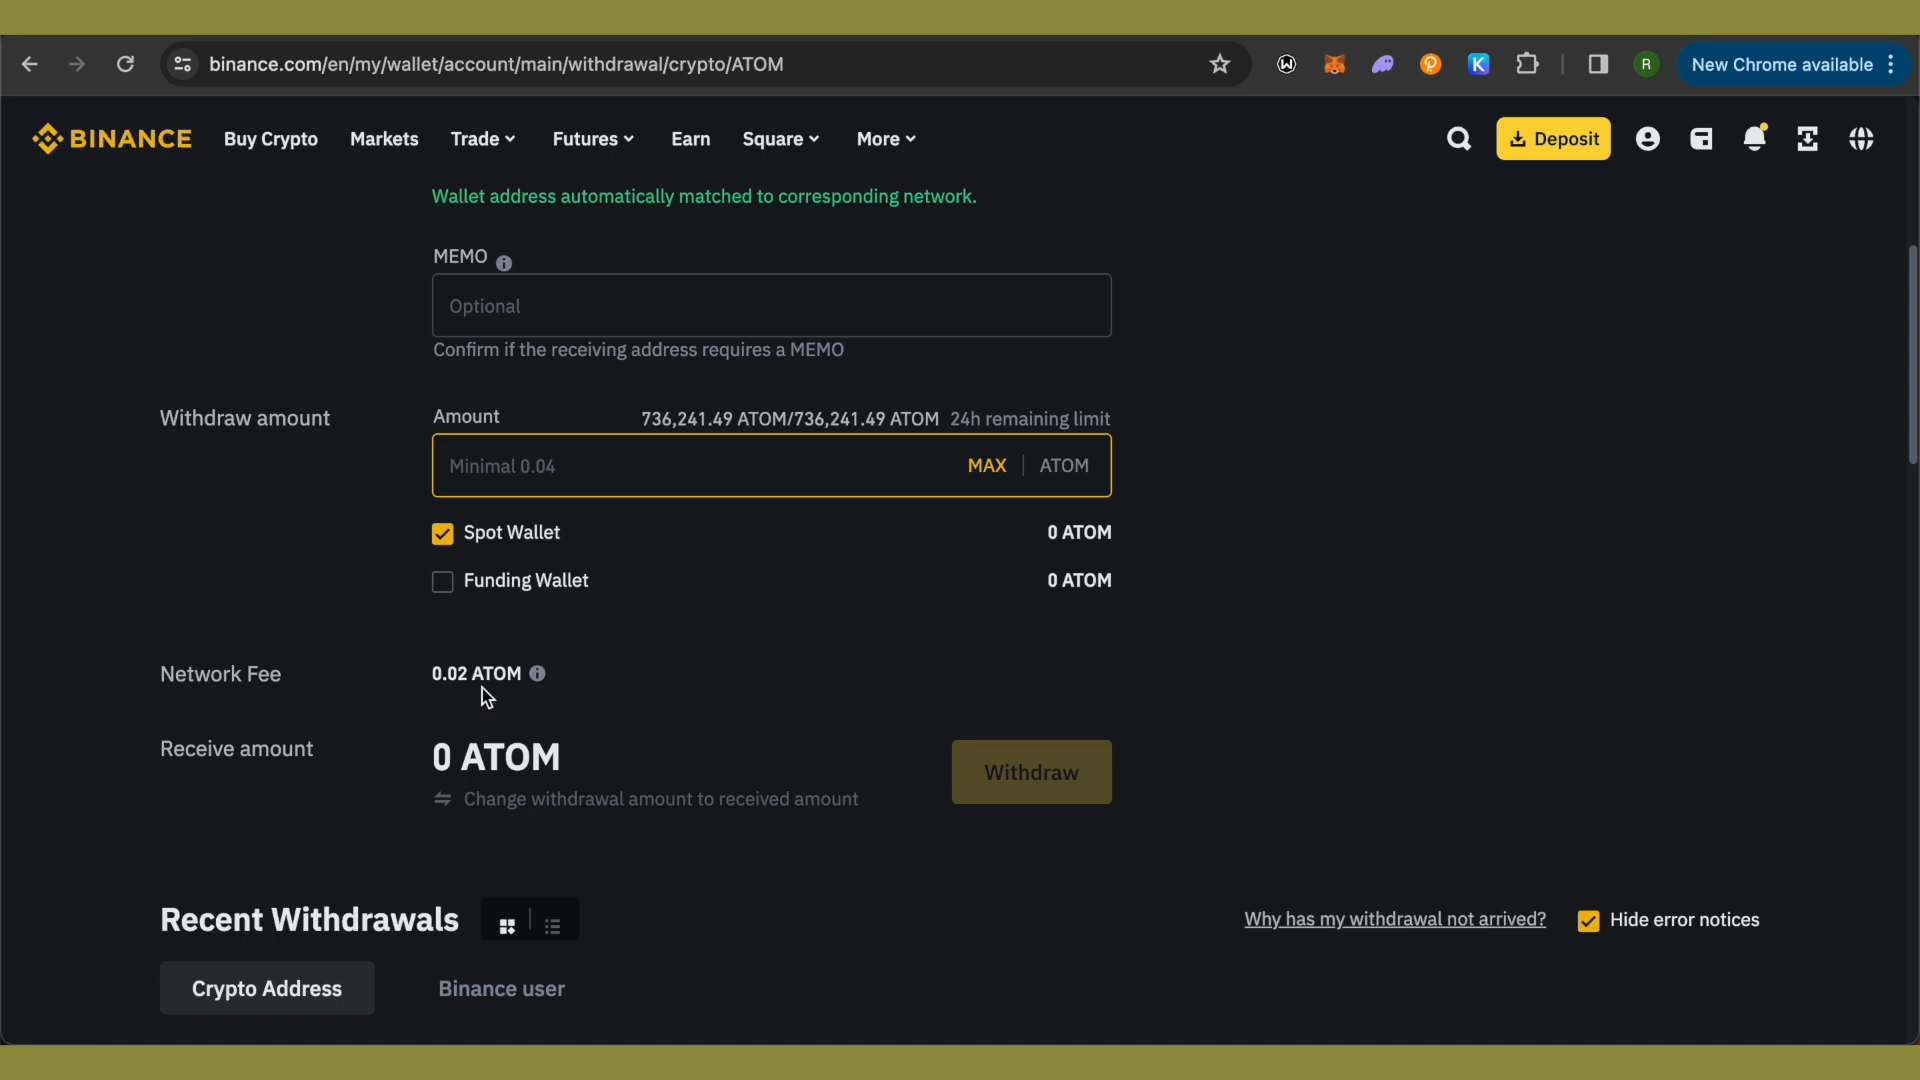 binance.com/en/my/wallet/account/main/withdrawal/crypto/ATOM
R
New Chrome available
BINANCE
Buy Crypto
Markets
Trade
Futures
Earn
Square
More
Deposit
Wallet address automatically matched to corresponding network.
MEMO
Optional
Confirm if the receiving address requires a MEMO
Withdraw amount
Amount
736,241.49 ATOM/736,241.49 ATOM 24h remaining limit
Minimal 0.04
MAX
ATOM
Spot Wallet
0 ATOM
Funding Wallet
0 ATOM
Network Fee
0.02 ATOM
Receive amount
0 ATOM
Change withdrawal amount to received amount
Withdraw
Recent Withdrawals
Why has my withdrawal not arrived?
Hide error notices
Crypto Address
Binance user